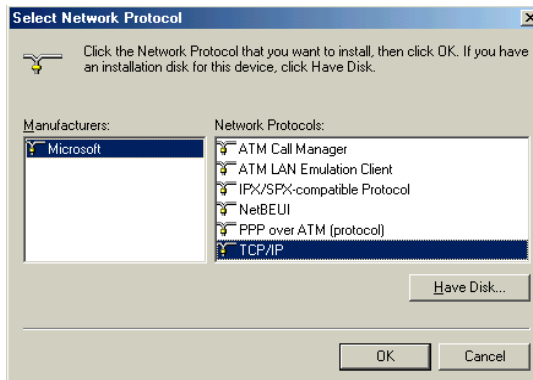 Select Network Protocol
Click the Network Protocol that you want to install, then click OK. If you have
an installation disk for this device, click Have Disk.
Manufacturers:
Microsoft
Network Protocols:
ATM Call Manager
ATM LAN Emulation Client
IPX/SPX-compatible Protocol
NetBEUI
PPP over ATM (protocol)
TCP/IP
Have Disk...
OK
Cancel